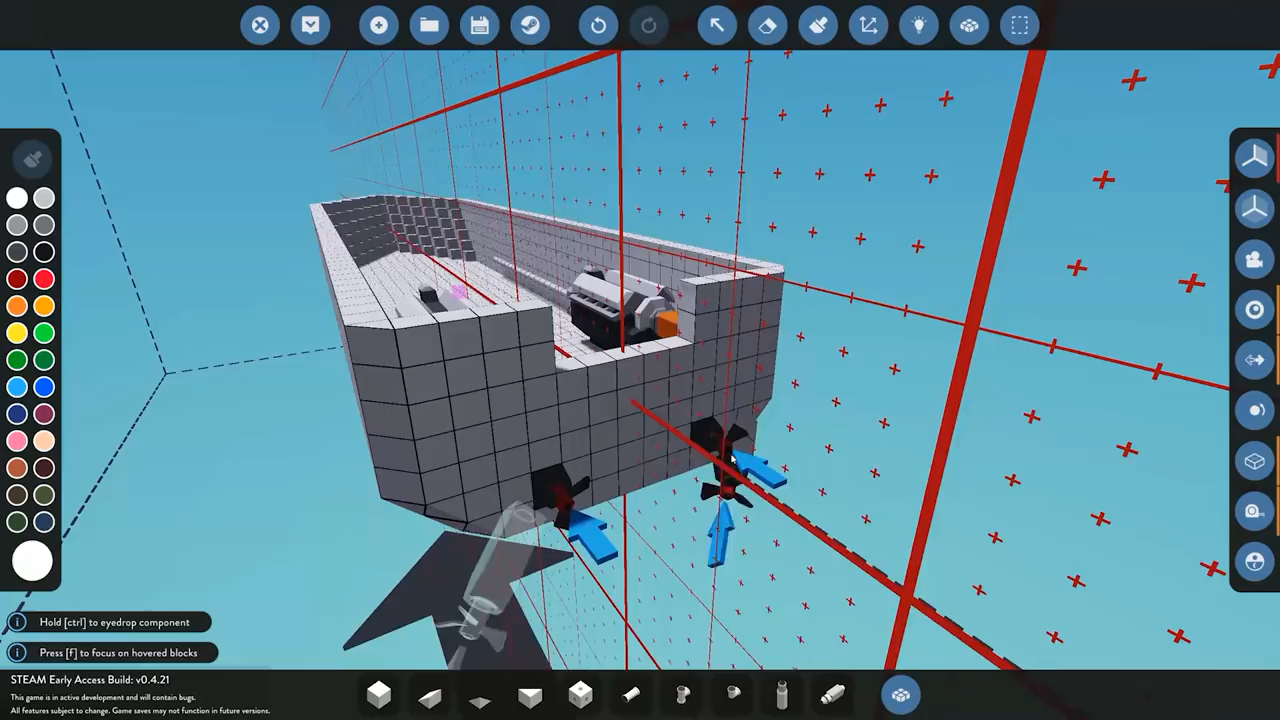 Hold [ctrl] to eyedrop component
Press [f] to focus on hovered blocks
STEAM Early Access Build: v0.4.21
This game is in active development and will contain bugs.
All features subject to change. Game saves may not function in future versions.